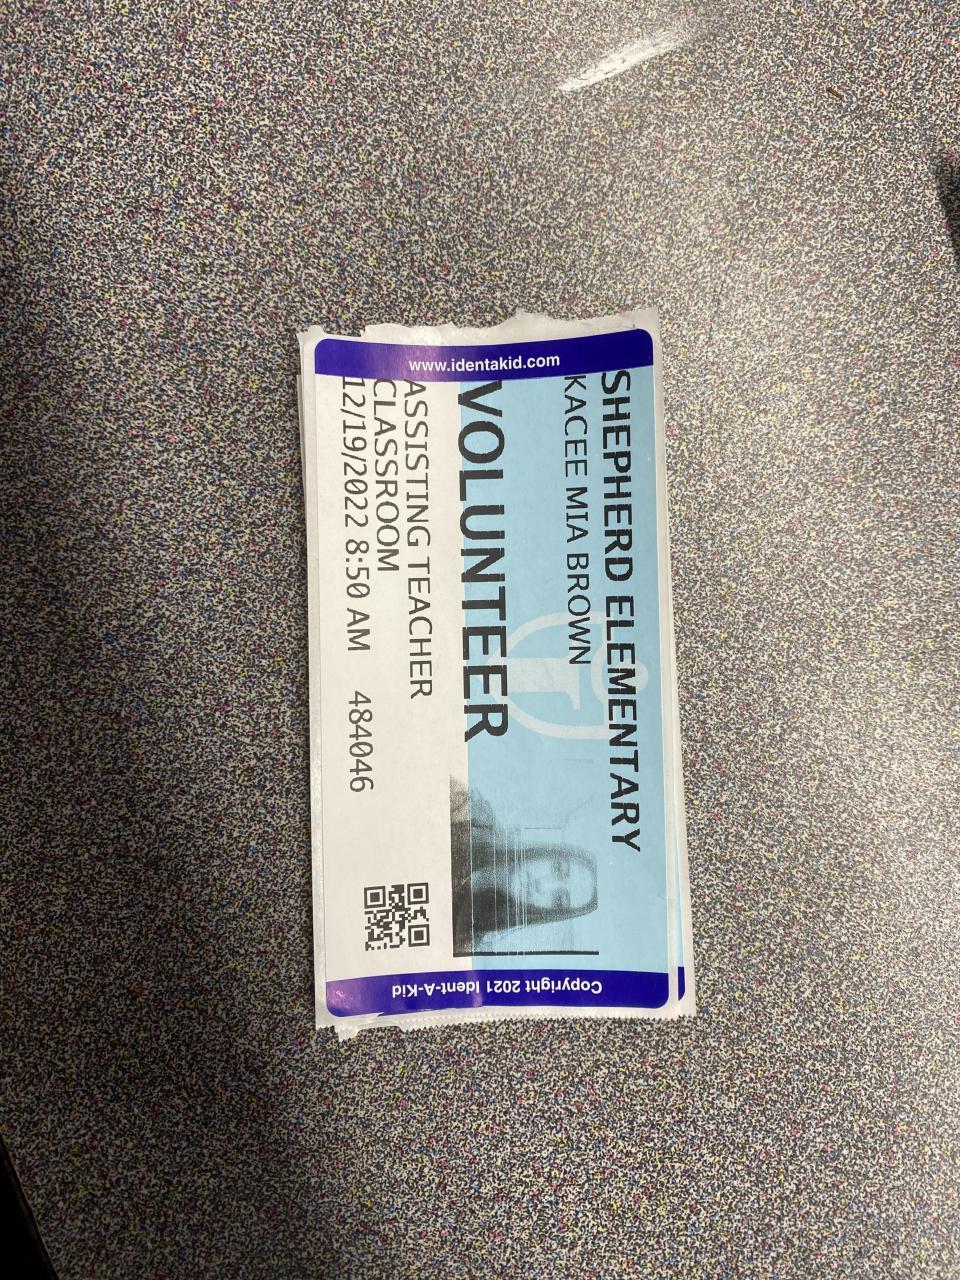 www.identakid.com
SHEPHERD ELEMENTARY
KACEE MIA BROWN
VOLUNTEER
ASSISTING TEACHER
CLASSROOM
12/19/2022 8:50 AM 484046
Copyright 2021 Ident-A-Kid